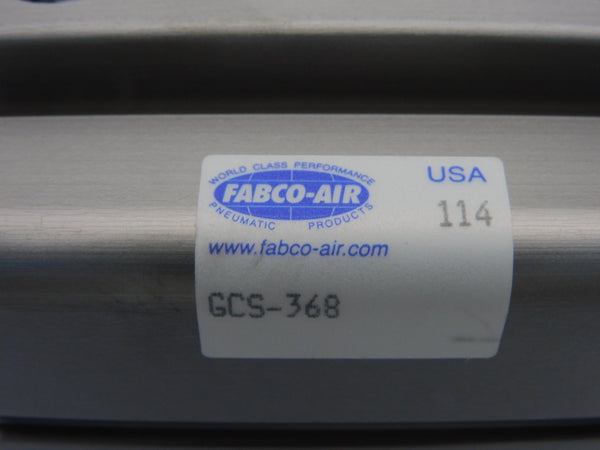 WORLD CLASS PERFORMANCE
FABCO-AIR
PNEUMATIC PRODUCTS
www.fabco-air.com
USA
114
GCS-368